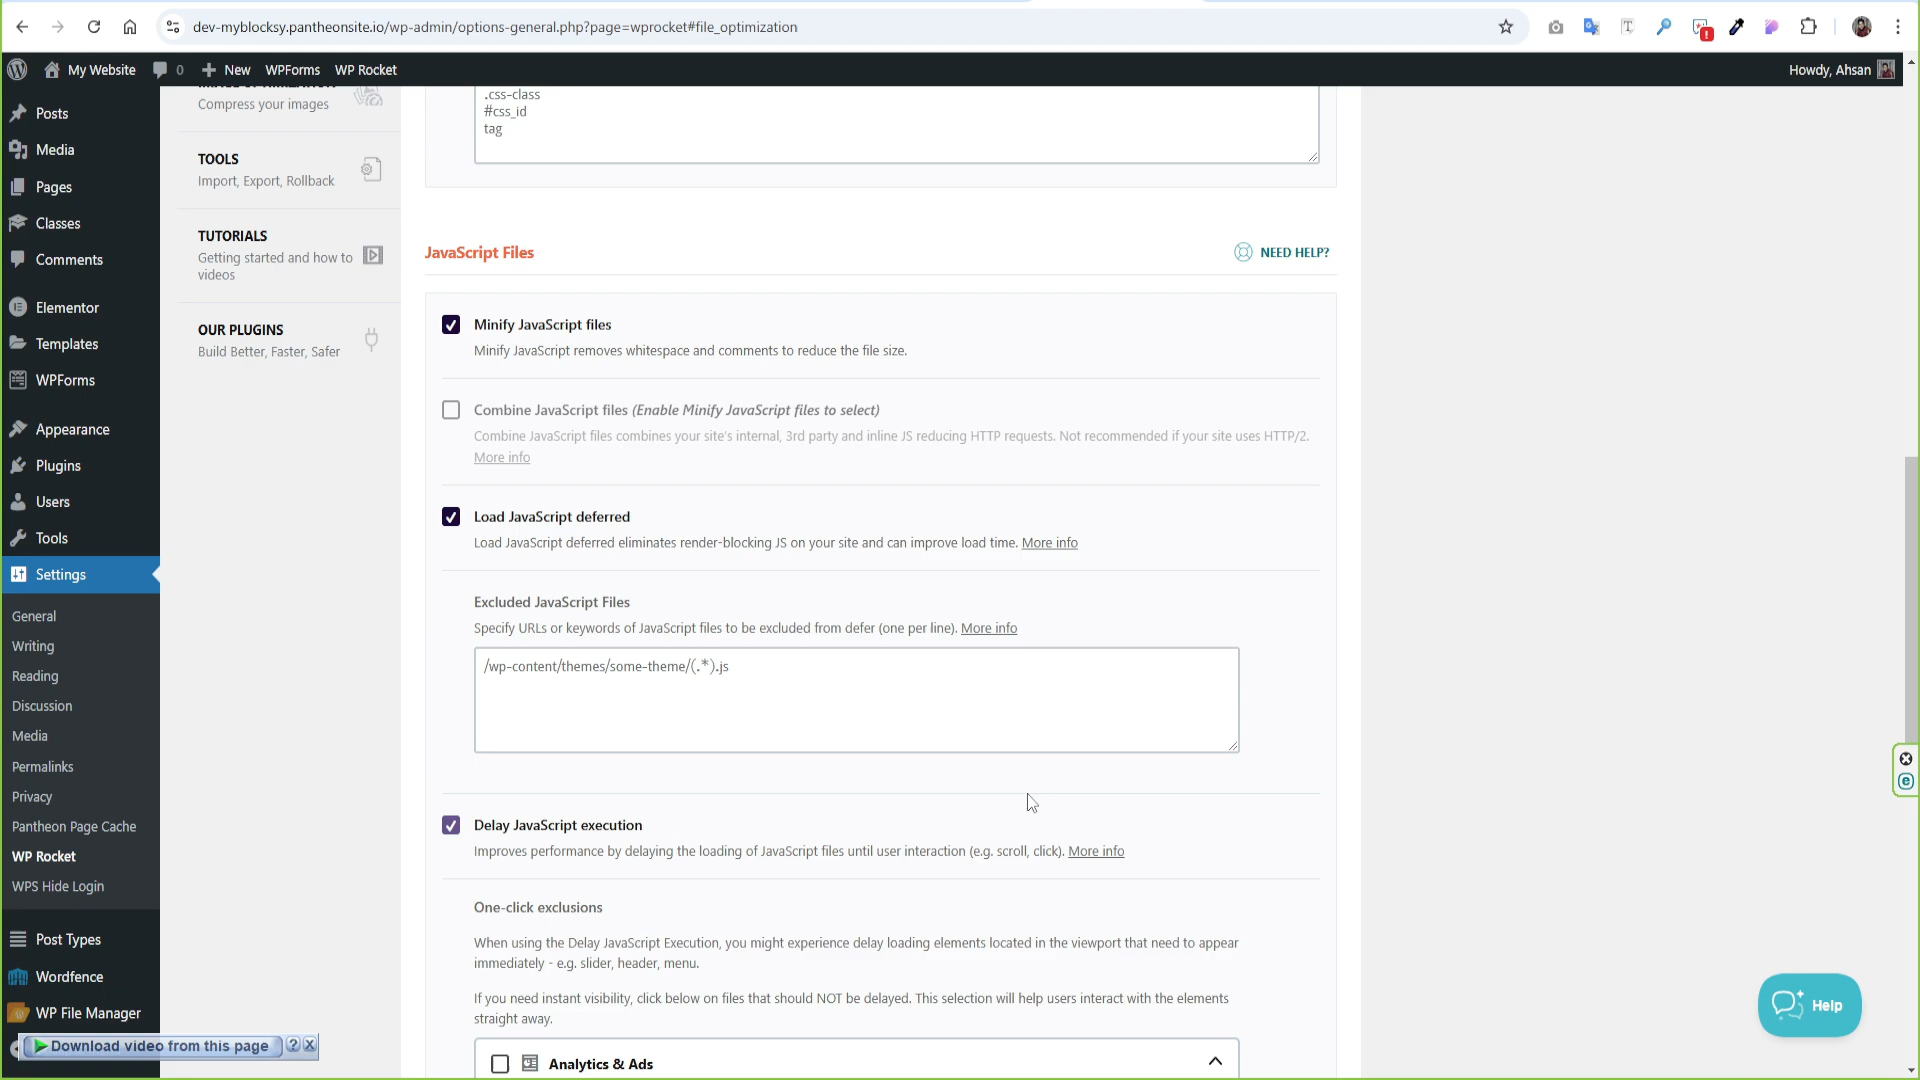 dev-myblocksy.pantheonsite.io/wp-admin/options-general.php?page=wprocket#file_optimization
My Website
0
New
WPForms
WP Rocket
Howdy, Ahsan
Posts
Media
Pages
Classes
Comments
Elementor
Templates
WPForms
Appearance
Plugins
Users
Tools
Settings
General
Writing
Reading
Discussion
Media
Permalinks
Privacy
Pantheon Page Cache
WP Rocket
WPS Hide Login
Post Types
Wordfence
WP File Manager
Download video from this page
?
Compress your images
TOOLS
Import, Export, Rollback
TUTORIALS
Getting started and how to
videos
OUR PLUGINS
Build Better, Faster, Safer
.css-class
#css_id
tag
JavaScript Files
NEED HELP?
Minify JavaScript files
Minify JavaScript removes whitespace and comments to reduce the file size.
Combine JavaScript files (Enable Minify JavaScript files to select)
Combine JavaScript files combines your site's internal, 3rd party and inline JS reducing HTTP requests. Not recommended if your site uses HTTP/2.
More info
Load JavaScript deferred
Load JavaScript deferred eliminates render-blocking JS on your site and can improve load time. More info
Excluded JavaScript Files
Specify URLs or keywords of JavaScript files to be excluded from defer (one per line). More info
/wp-content/themes/some-theme/(.*).js
Delay JavaScript execution
Improves performance by delaying the loading of JavaScript files until user interaction (e.g. scroll, click). More info
One-click exclusions
When using the Delay JavaScript Execution, you might experience delay loading elements located in the viewport that need to appear
immediately - e.g. slider, header, menu.
If you need instant visibility, click below on files that should NOT be delayed. This selection will help users interact with the elements
straight away.
Analytics & Ads
Help